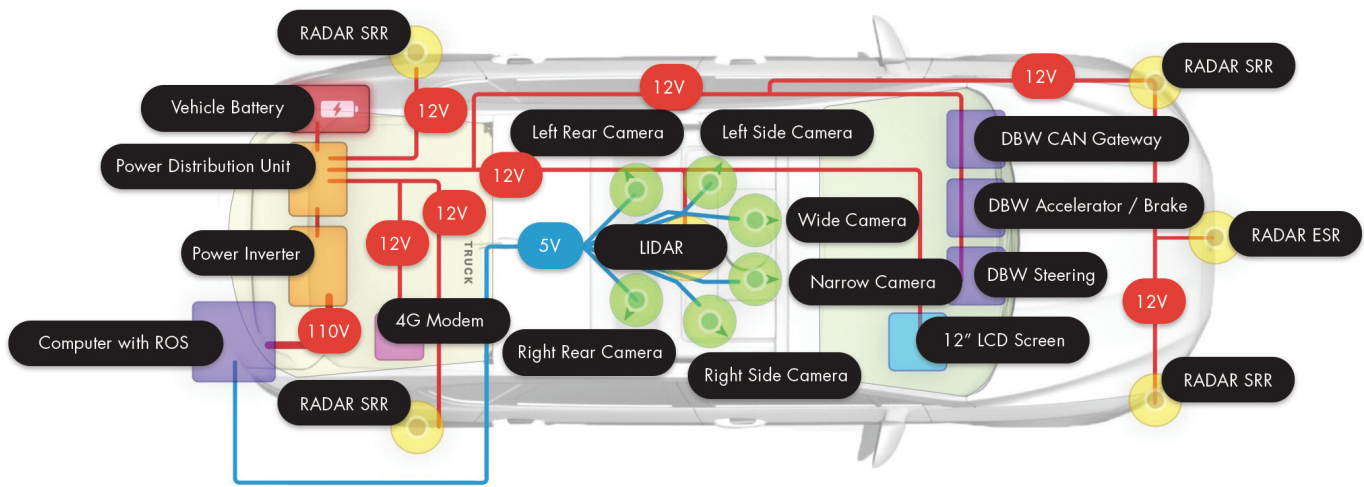 RADAR SRR
RADAR SRR
Vehicle Battery
12V
12V
12V
Left Rear Camera
Left Side Camera
DBW CAN Gateway
Power Distribution Unit
12V
12V
Wide Camera
DBW Accelerator / Brake
Power Inverter
12V
5V
LIDAR
RADAR ESR
TRUCK
Narrow Camera
DBW Steering
12V
Computer with ROS
110V
4G Modem
Right Rear Camera
12” LCD Screen
Right Side Camera
RADAR SRR
RADAR SRR